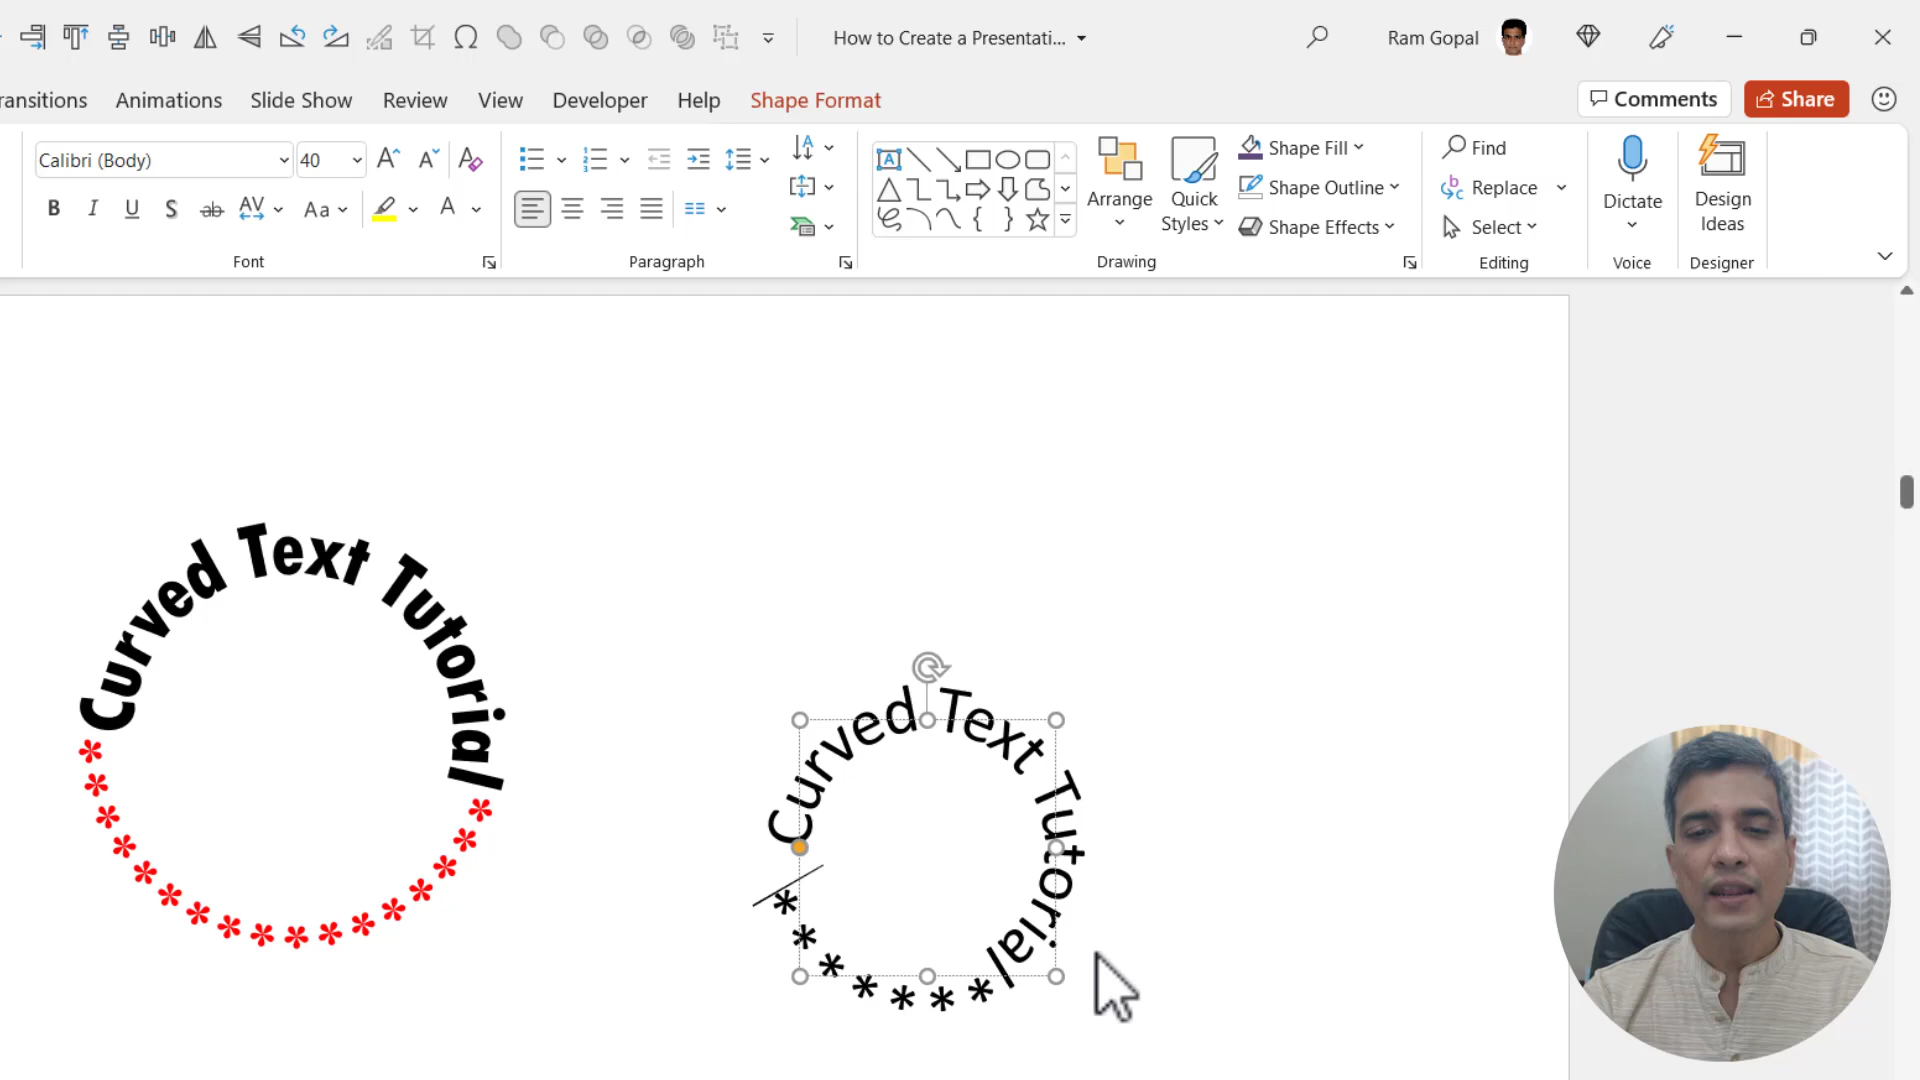 How to Create a Presentati...
Ram Gopal
ransitions
Animations
Slide Show
Review
View
Developer
Help
Shape Format
Comments
Share
Calibri (Body)
40
Shape Fill
Find
Shape Outline
Replace
Shape Effects
Select
Arrange
Quick
Styles
Dictate
Design
Ideas
B I U S ab AV Aa A
Font
Paragraph
Drawing
Editing
Voice
Designer
Curved Text Tutorial
****************
Curved Text Tutorial
*******